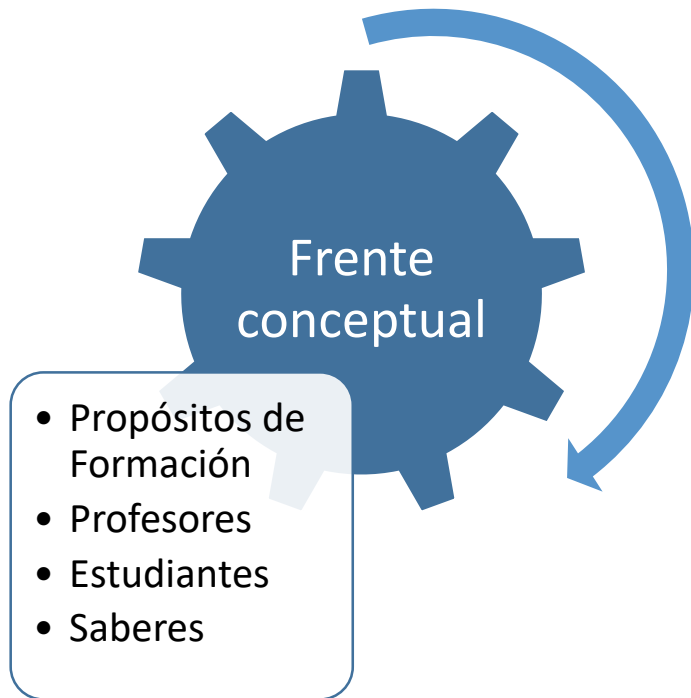 Frente
conceptual
• Propósitos de
Formación
• Profesores
• Estudiantes
• Saberes